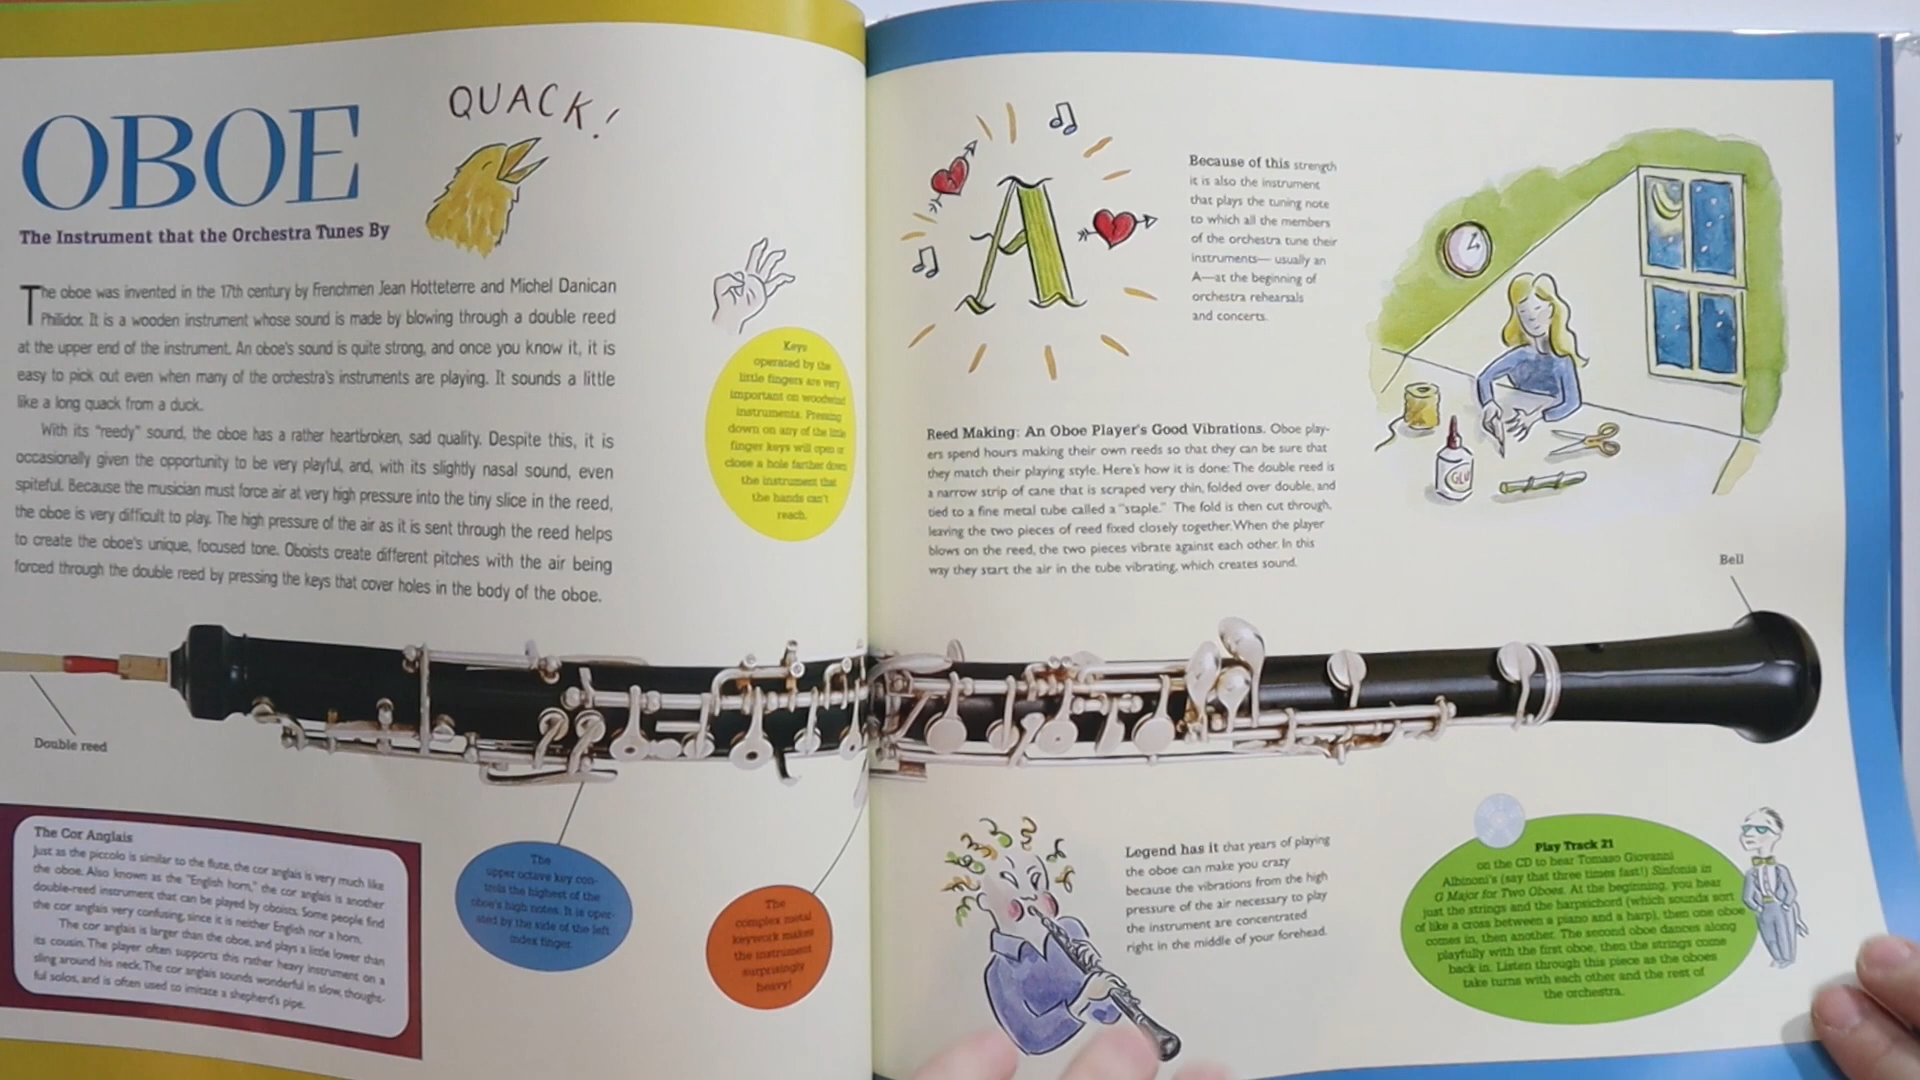 OBOE
QUACK!
The Instrument that the Orchestra Tunes By
The oboe was invented in the 17th century by Frenchmen Jean Hotteterre and Michel Danican
Philidor. It is a wooden instrument whose sound is made by blowing through a double reed
at the upper end of the instrument. An oboe's sound is quite strong, and once you know it, it is
easy to pick out even when many of the orchestra's instruments are playing. It sounds a little
like a long quack from a duck.
With its "reedy" sound, the oboe has a rather heartbroken, sad quality. Despite this, it is
occasionally given the opportunity to be very playful, and, with its slightly nasal sound, even
spiteful. Because the musician must force air at very high pressure into the tiny slice in the reed,
the oboe is very difficult to play. The high pressure of the air as it is sent through the reed helps
to create the oboe's unique, focused tone. Oboists create different pitches with the air being
forced through the double reed by pressing the keys that cover holes in the body of the oboe.
Keys
operated by the
little fingers are very
important on woodwind
instruments. Pressing
down on any of the little
finger keys will open or
close a hole farther down
the instrument that
the hands can't
reach.
Double reed
The Cor Anglais
Just as the piccolo is similar to the flute, the cor anglais is very much like
the oboe. Also known as the "English horn," the cor anglais is another
double-reed instrument that can be played by oboists. Some people find
the cor anglais very confusing, since it is neither English nor a horn.
The cor anglais is larger than the oboe, and plays a little lower than
its cousin. The player often supports this rather heavy instrument on a
sling around his neck. The cor anglais sounds wonderful in slow, thought-
ful solos, and is often used to imitate a shepherd's pipe.
The
upper octave key con-
trols the highest of the
oboe's high notes. It is oper-
ated by the side of the left
index finger.
The
complex metal
keywork makes
the instrument
surprisingly
heavy!
A
Because of this strength
it is also the instrument
that plays the tuning note
to which all the members
of the orchestra tune their
instruments— usually an
A—at the beginning of
orchestra rehearsals
and concerts.
GLU
Reed Making: An Oboe Player's Good Vibrations. Oboe play-
ers spend hours making their own reeds so that they can be sure that
they match their playing style. Here's how it is done: The double reed is
a narrow strip of cane that is scraped very thin, folded over double, and
tied to a fine metal tube called a "staple." The fold is then cut through,
leaving the two pieces of reed fixed closely together. When the player
blows on the reed, the two pieces vibrate against each other. In this
way they start the air in the tube vibrating, which creates sound.
Bell
Legend has it that years of playing
the oboe can make you crazy
because the vibrations from the high
pressure of the air necessary to play
the instrument are concentrated
right in the middle of your forehead.
Play Track 21
on the CD to hear Tomaso Giovanni
Albinoni's (say that three times fast!) Sinfonia in
G Major for Two Oboes. At the beginning, you hear
just the strings and the harpsichord (which sounds sort
of like a cross between a piano and a harp), then one oboe
comes in, then another. The second oboe dances along
playfully with the first oboe, then the strings come
back in. Listen through this piece as the oboes
take turns with each other and the rest of
the orchestra.